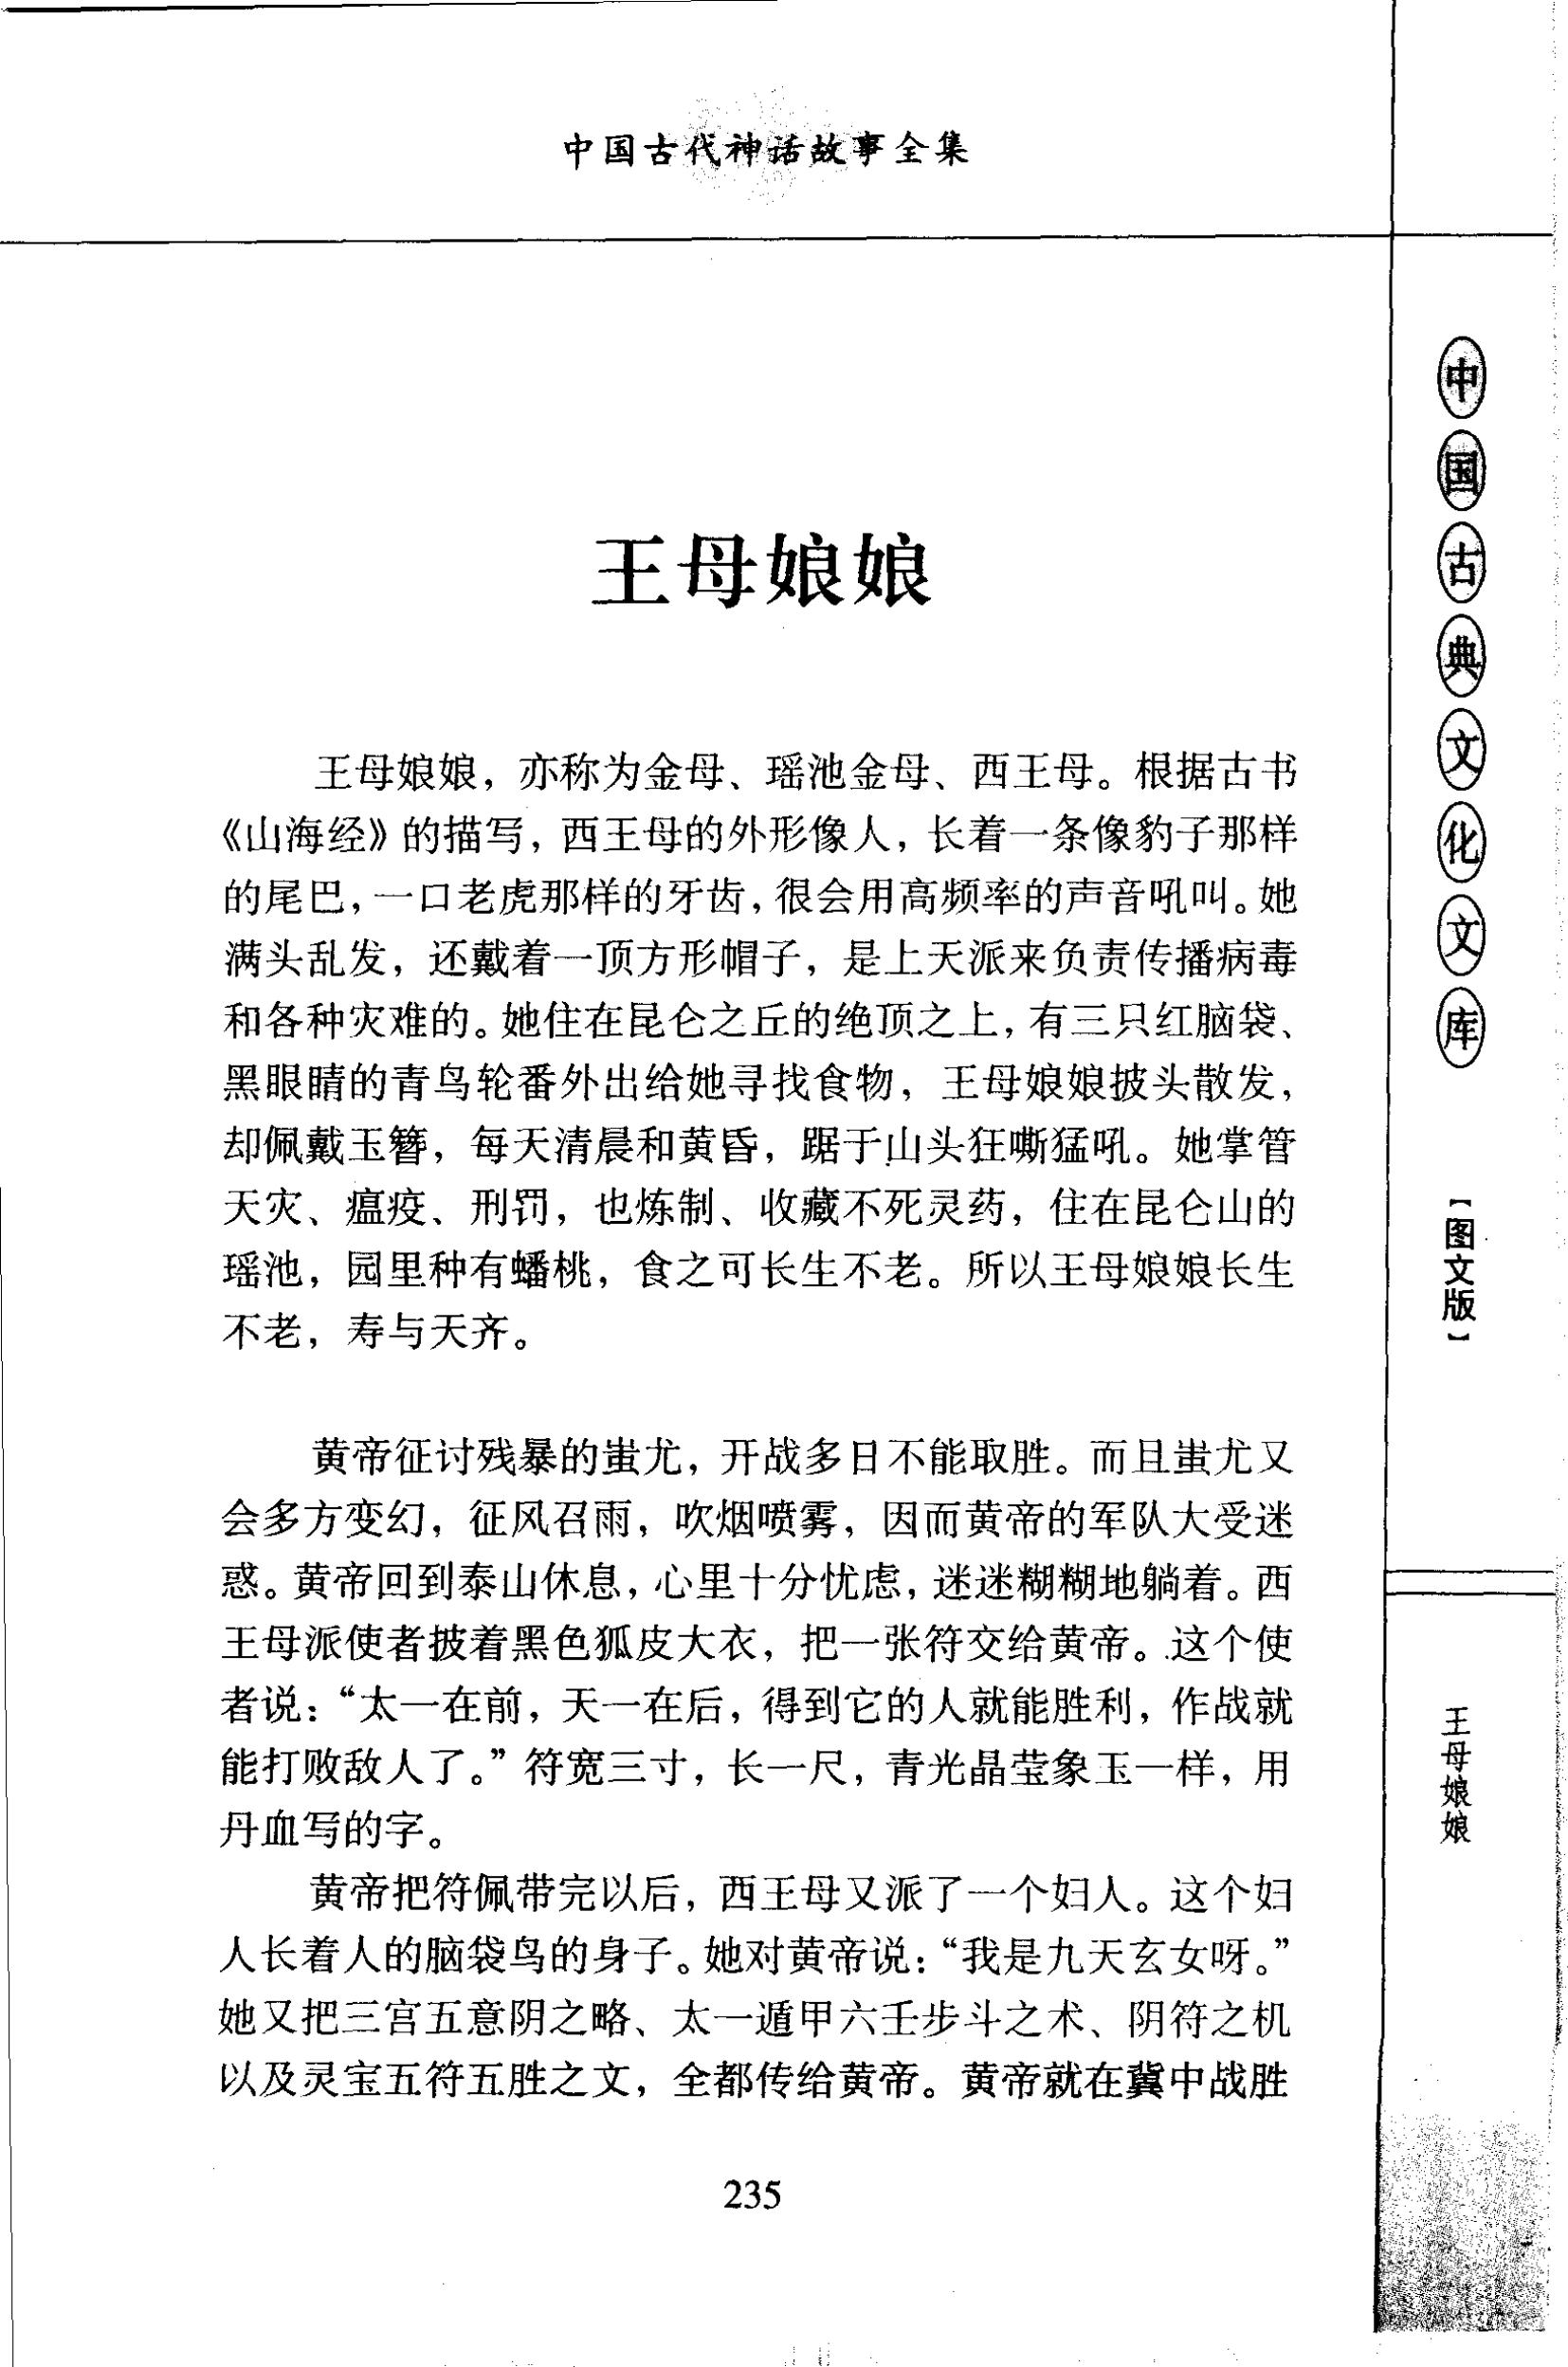 中国古代神话故事全集
王母娘娘
王母娘娘，亦称为金母、瑶池金母、西王母。根据古书
《山海经》的描写，西王母的外形像人，长着一条像豹子那样
的尾巴，一口老虎那样的牙齿，很会用高频率的声音吼叫。她
满头乱发，还戴着一顶方形帽子，是上天派来负责传播病毒
和各种灾难的。她住在昆仑之丘的绝顶之上，有三只红脑袋、
黑眼睛的青鸟轮番外出给她寻找食物，王母娘娘披头散发，
却佩戴玉簪，每天清晨和黄昏，踞于山头狂嘶猛吼。她掌管
天灾、瘟疫、刑罚，也炼制、收藏不死灵药，住在昆仑山的
瑶池，园里种有蟠桃，食之可长生不老。所以王母娘娘长生
不老，寿与天齐。
黄帝征讨残暴的蚩尤，开战多日不能取胜。而且蚩尤又
会多方变幻，征风召雨，吹烟喷雾，因而黄帝的军队大受迷
惑。黄帝回到泰山休息，心里十分忧虑，迷迷糊糊地躺着。西
王母派使者披着黑色狐皮大衣，把一张符交给黄帝。这个使
者说：“太一在前，天一在后，得到它的人就能胜利，作战就
能打败敌人了。”符宽三寸，长一尺，青光晶莹象玉一样，用
丹血写的字。
黄帝把符佩带完以后，西王母又派了一个妇人。这个妇
人长着人的脑袋鸟的身子。她对黄帝说：“我是九天玄女呀。”
她又把三宫五意阴之略、太一遁甲六壬步斗之术、阴符之机
以及灵宝五符五胜之文，全都传给黄帝。黄帝就在冀中战胜
235
中国古典文化文库
【图文版】
王母娘娘